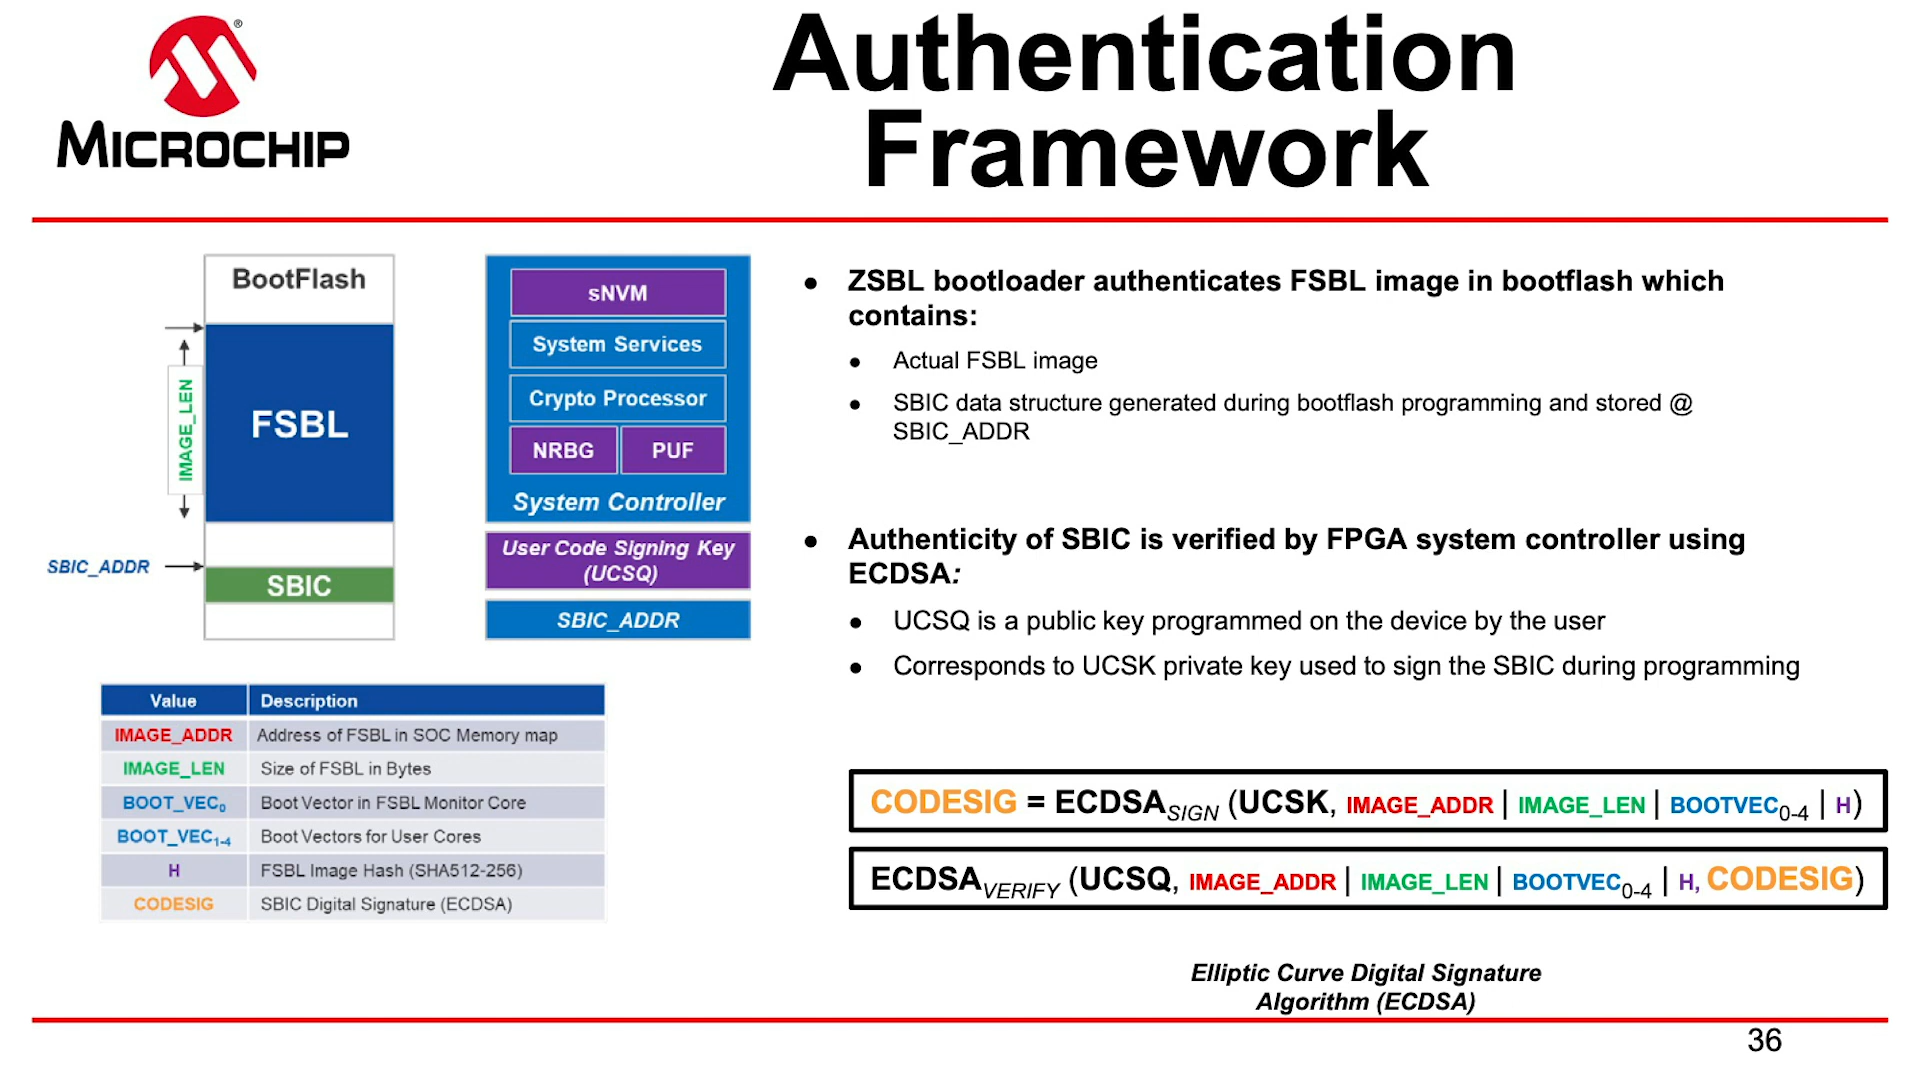 MICROCHIP
®
Authentication
Framework
BootFlash
IMAGE_LEN
FSBL
SBIC_ADDR
SBIC
sNVM
System Services
Crypto Processor
NRBG
PUF
System Controller
User Code Signing Key
(UCSQ)
SBIC_ADDR
Value Description
IMAGE_ADDR Address of FSBL in SOC Memory map
IMAGE_LEN Size of FSBL in Bytes
BOOT_VEC0 Boot Vector in FSBL Monitor Core
BOOT_VEC1-4 Boot Vectors for User Cores
H FSBL Image Hash (SHA512-256)
CODESIG SBIC Digital Signature (ECDSA)
● ZSBL bootloader authenticates FSBL image in bootflash which
contains:
● Actual FSBL image
● SBIC data structure generated during bootflash programming and stored @
SBIC_ADDR
● Authenticity of SBIC is verified by FPGA system controller using
ECDSA:
● UCSQ is a public key programmed on the device by the user
● Corresponds to UCSK private key used to sign the SBIC during programming
CODESIG = ECDSASIGN (UCSK, IMAGE_ADDR | IMAGE_LEN | BOOTVEC0-4 | H)
ECDSAVERIFY (UCSQ, IMAGE_ADDR | IMAGE_LEN | BOOTVEC0-4 | H, CODESIG)
Elliptic Curve Digital Signature
Algorithm (ECDSA)
36